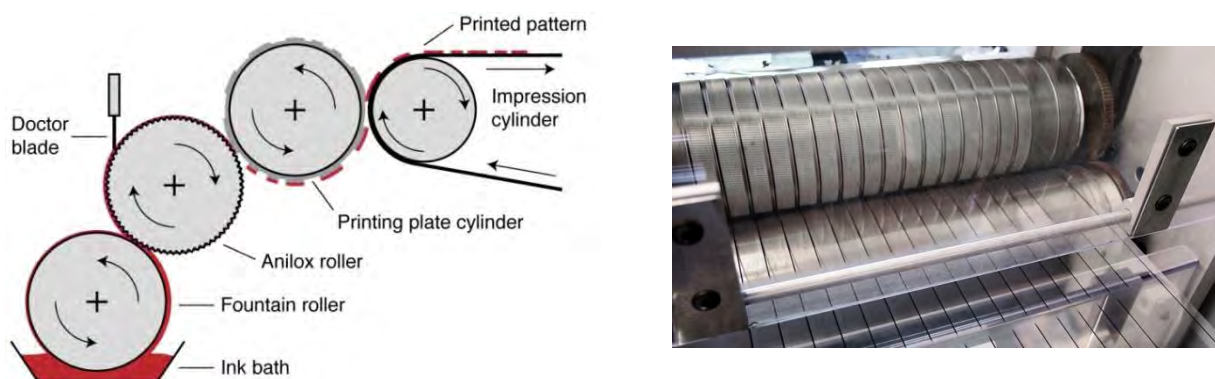 Printed pattern
Doctor
blade
Impression
cylinder
Printing plate cylinder
Anilox roller
Fountain roller
Ink bath